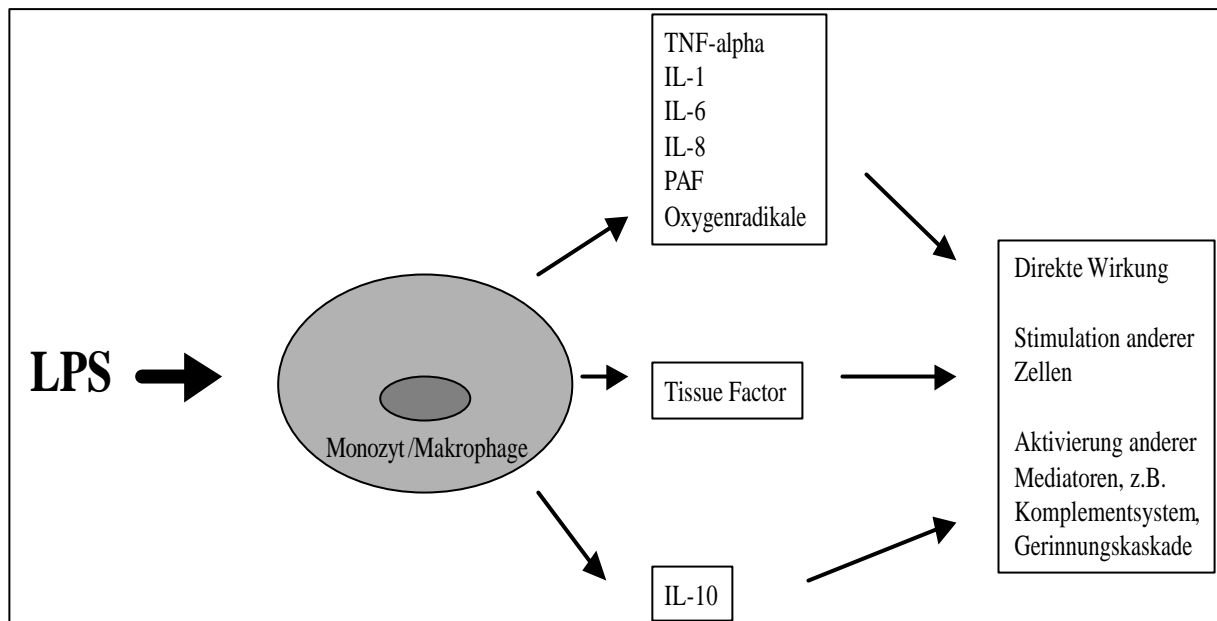 LPS
Monozyt /Makrophage
TNF-alpha
IL-1
IL-6
IL-8
PAF
Oxygenradikale
Tissue Factor
IL-10
Direkte Wirkung
Stimulation anderer
Zellen
Aktivierung anderer
Mediatoren, z.B.
Komplementsystem,
Gerinnungskaskade